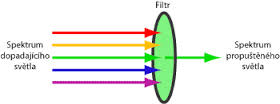 Filtr
Spektrum
dopadajícího
světla
Spektrum
propuštěného
světla